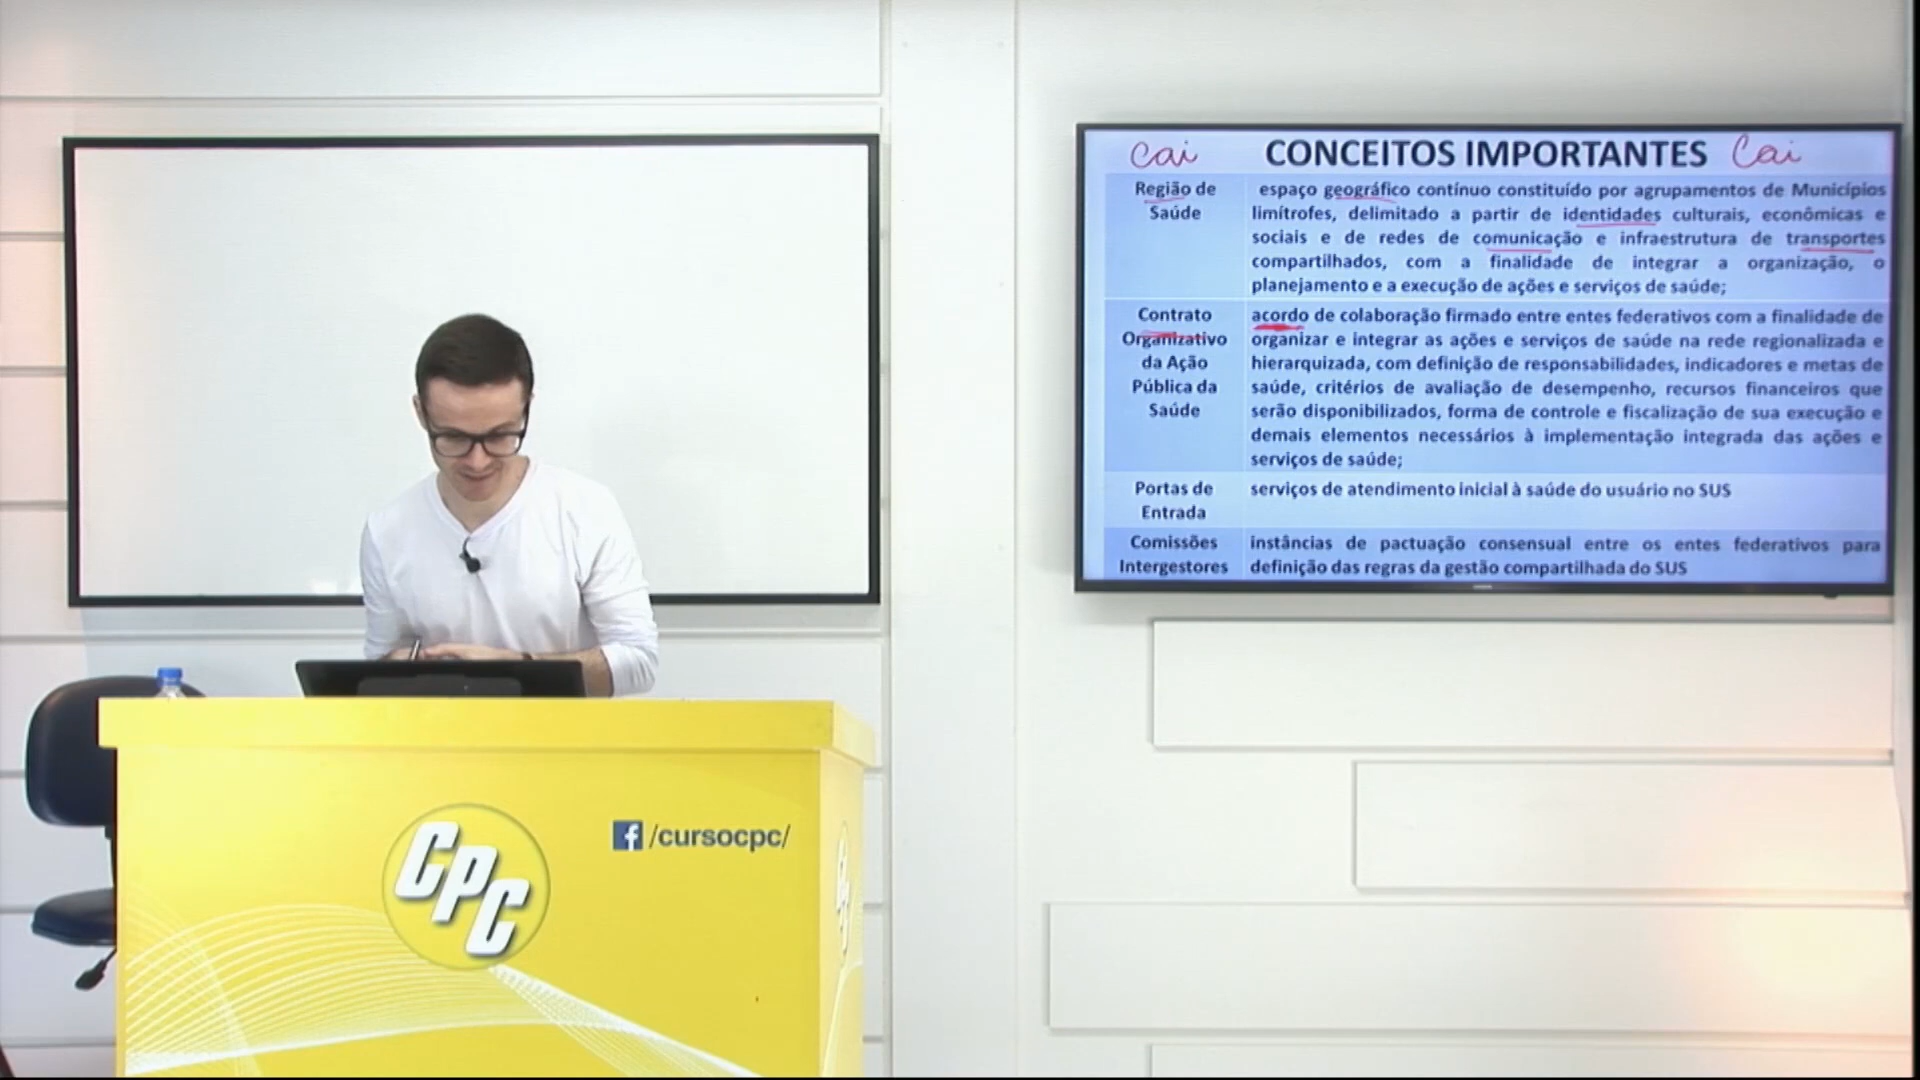 cai CONCEITOS IMPORTANTES Cai
Região de
Saúde
espaço geográfico contínuo constituído por agrupamentos de Municípios
limítrofes, delimitado a partir de identidades culturais, econômicas e
sociais e de redes de comunicação e infraestrutura de transportes
compartilhados, com a finalidade de integrar a organização, o
planejamento e a execução de ações e serviços de saúde;
Contrato
Organizativo
da Ação
Pública da
Saúde
acordo de colaboração firmado entre entes federativos com a finalidade de
organizar e integrar as ações e serviços de saúde na rede regionalizada e
hierarquizada, com definição de responsabilidades, indicadores e metas de
saúde, critérios de avaliação de desempenho, recursos financeiros que
serão disponibilizados, forma de controle e fiscalização de sua execução e
demais elementos necessários à implementação integrada das ações e
serviços de saúde;
Portas de
Entrada
serviços de atendimento inicial à saúde do usuário no SUS
Comissões
Intergestores
instâncias de pactuação consensual entre os entes federativos para
definição das regras da gestão compartilhada do SUS
CPC
f /cursocpc/